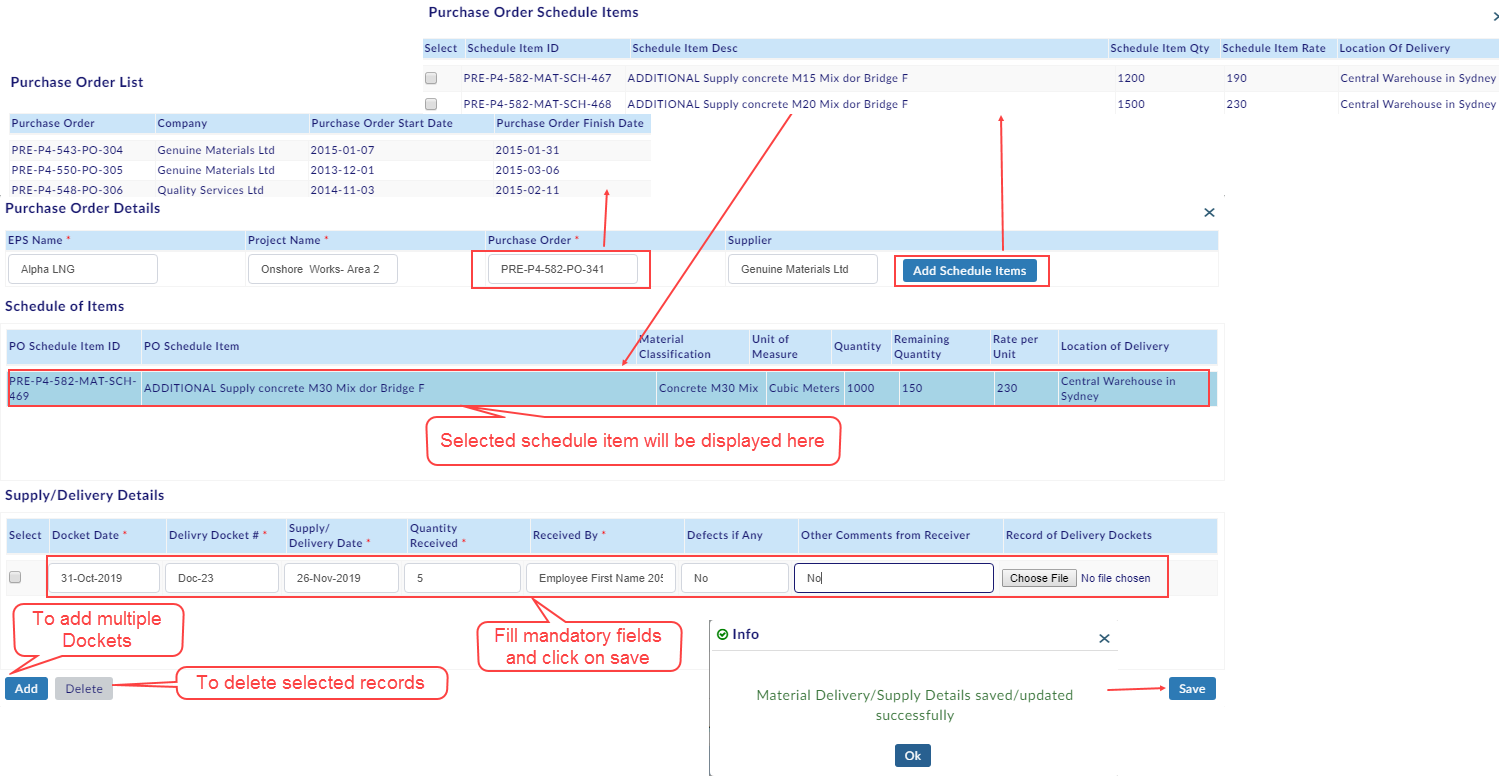 Purchase Order Schedule Items
Select Schedule Item ID Schedule Item Desc Schedule Item Qty Schedule Item Rate Location Of Delivery
PRE-P4-582-MAT-SCH-467 ADDITIONAL Supply concrete M15 Mix dor Bridge F 1200 190 Central Warehouse in Sydney
PRE-P4-582-MAT-SCH-468 ADDITIONAL Supply concrete M20 Mix dor Bridge F 1500 230 Central Warehouse in Sydney
Purchase Order List
Purchase Order Company Purchase Order Start Date Purchase Order Finish Date
PRE-P4-543-PO-304 Genuine Materials Ltd 2015-01-07 2015-01-31
PRE-P4-550-PO-305 Genuine Materials Ltd 2013-12-01 2015-03-06
PRE-P4-548-PO-306 Quality Services Ltd 2014-11-03 2015-02-11
Purchase Order Details
EPS Name * Project Name * Purchase Order * Supplier
Alpha LNG Onshore Works- Area 2 PRE-P4-582-PO-341 Genuine Materials Ltd Add Schedule Items
Schedule of Items
PO Schedule Item ID PO Schedule Item Material Classification Unit of Measure Quantity Remaining Quantity Rate per Unit Location of Delivery
PRE-P4-582-MAT-SCH-469 ADDITIONAL Supply concrete M30 Mix dor Bridge F Concrete M30 Mix Cubic Meters 1000 150 230 Central Warehouse in Sydney
Selected schedule item will be displayed here
Supply/Delivery Details
Select Docket Date * Delivry Docket # * Supply/ Delivery Date * Quantity Received * Received By * Defects if Any Other Comments from Receiver Record of Delivery Dockets
31-Oct-2019 Doc-23 26-Nov-2019 5 Employee First Name 205 No No Choose File No file chosen
To add multiple
Dockets
Fill mandatory fields
and click on save
To delete selected records
Add Delete
Info
Material Delivery/Supply Details saved/updated
successfully
Ok
Save